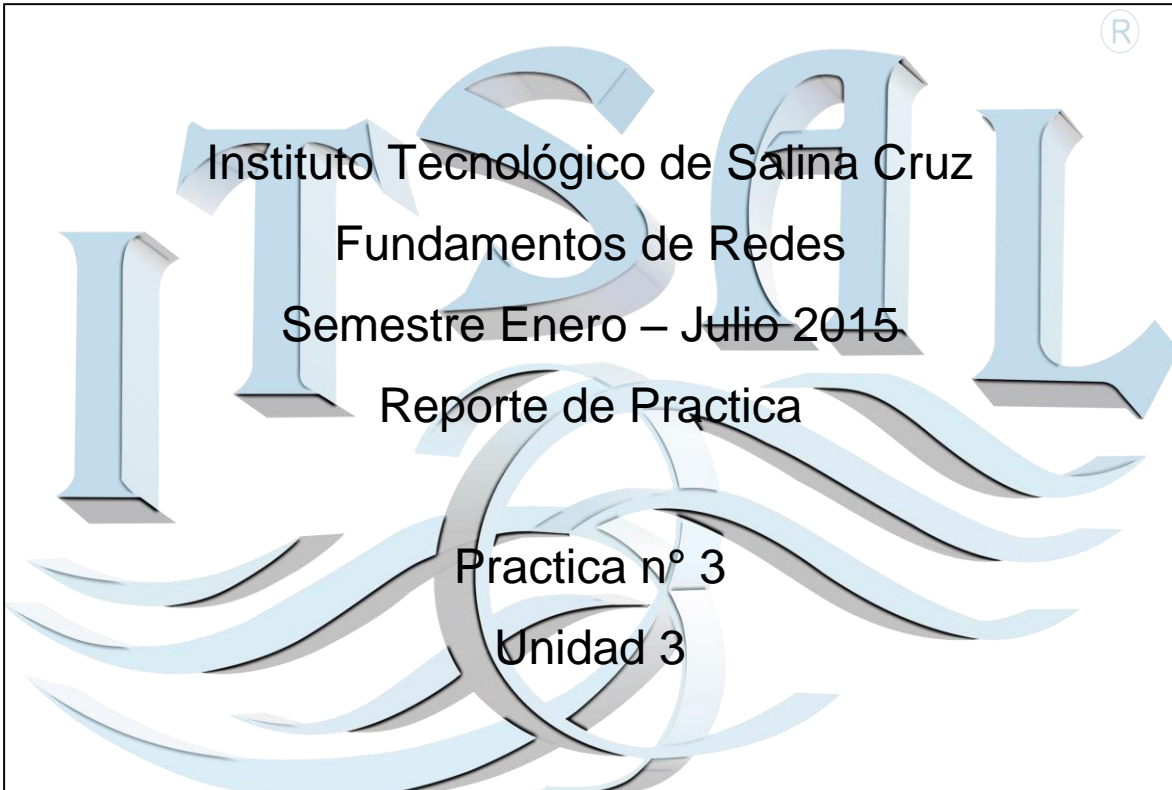 ®
ITSAL
Instituto Tecnológico de Salina Cruz
Fundamentos de Redes
Semestre Enero – Julio 2015
Reporte de Practica
Practica n° 3
Unidad 3